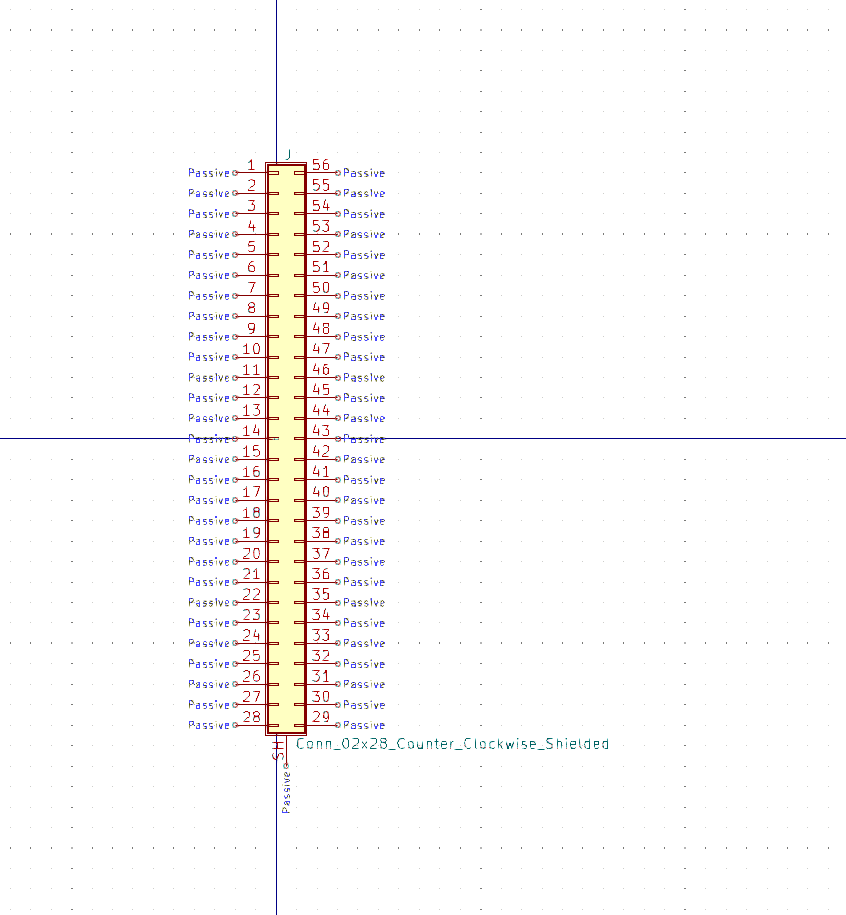 J
Passive 1 56 Passive
Passive 2 55 Passive
Passive 3 54 Passive
Passive 4 53 Passive
Passive 5 52 Passive
Passive 6 51 Passive
Passive 7 50 Passive
Passive 8 49 Passive
Passive 9 48 Passive
Passive 10 47 Passive
Passive 11 46 Passive
Passive 12 45 Passive
Passive 13 44 Passive
Passive 14 43 Passive
Passive 15 42 Passive
Passive 16 41 Passive
Passive 17 40 Passive
Passive 18 39 Passive
Passive 19 38 Passive
Passive 20 37 Passive
Passive 21 36 Passive
Passive 22 35 Passive
Passive 23 34 Passive
Passive 24 33 Passive
Passive 25 32 Passive
Passive 26 31 Passive
Passive 27 30 Passive
Passive 28 29 Passive
SH
Conn_02x28_Counter_Clockwise_Shielded
Passive